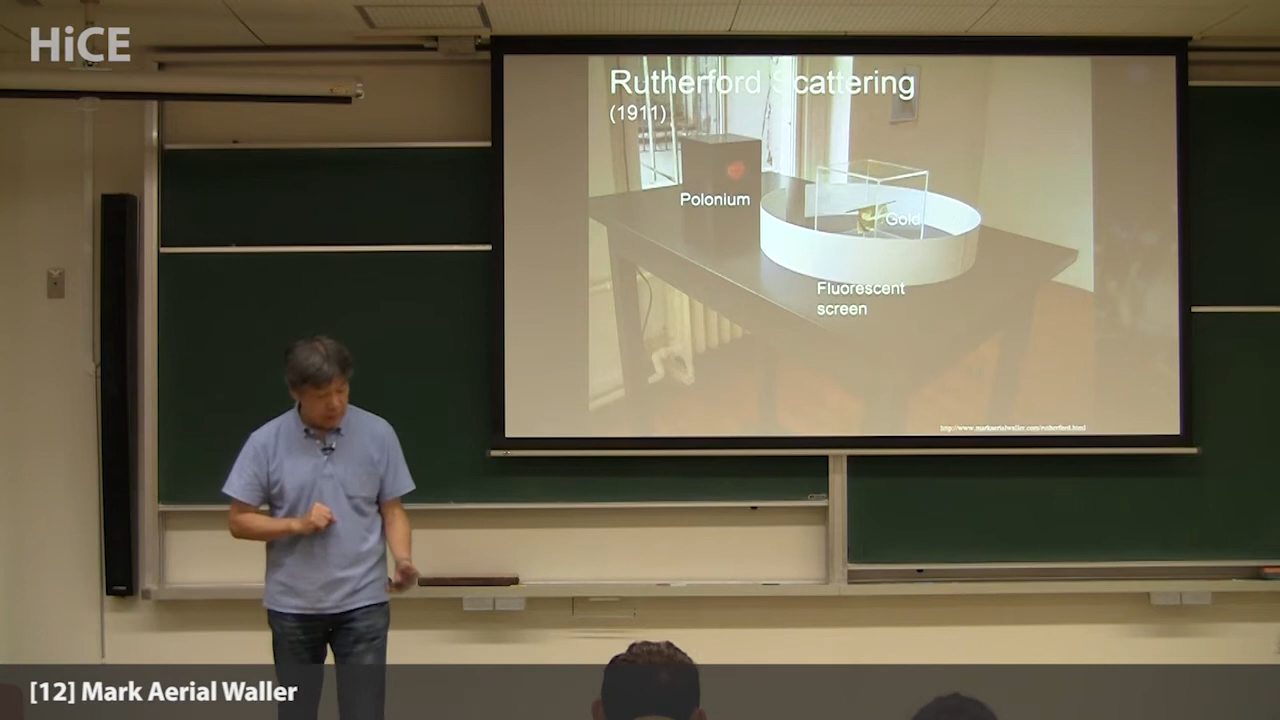 HiCE
Rutherford Scattering
(1911)
Polonium
Gold
Fluorescent
screen
http://www.markaerialwaller.com/rutherford.html
[12] Mark Aerial Waller